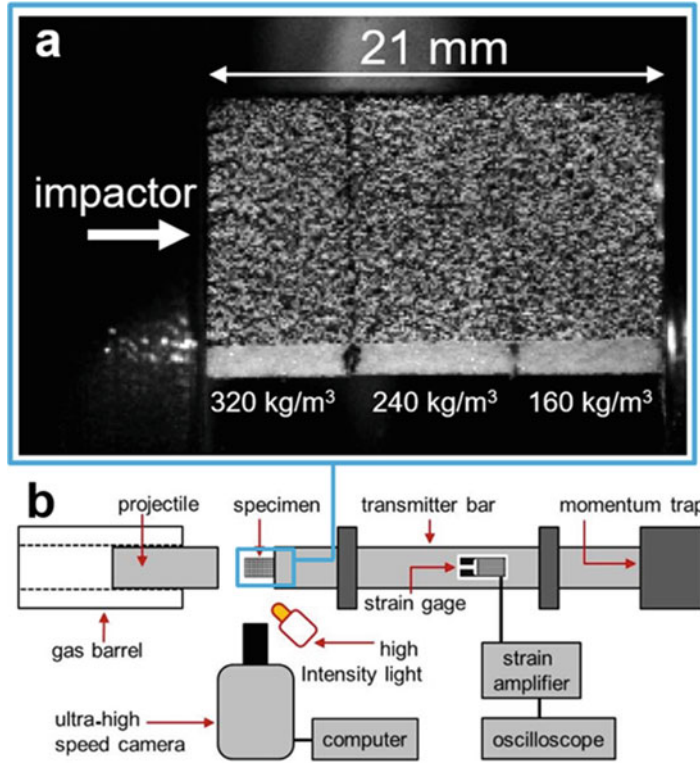 a
21 mm
impactor
320 kg/m³
240 kg/m³
160 kg/m³
b
projectile
specimen
transmitter bar
momentum trap
gas barrel
strain gage
high
Intensity light
ultra-high
speed camera
computer
strain
amplifier
oscilloscope